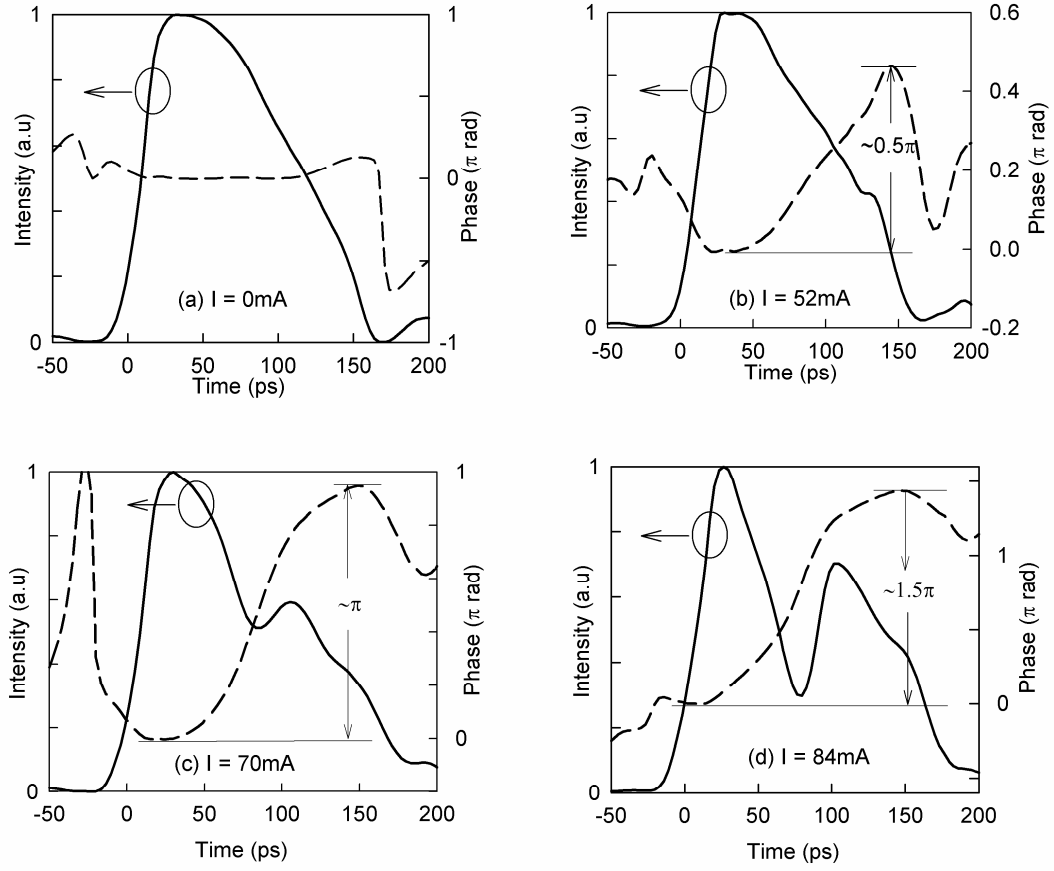 1
1
Intensity (a.u)
Phase (π rad)
0
(a) I = 0mA
0
-1
-50
0
50
100
150
200
Time (ps)
1
0.6
0.4
~0.5π
Intensity (a.u)
Phase (π rad)
0.2
0.0
(b) I = 52mA
0
-0.2
-50
0
50
100
150
200
Time (ps)
1
1
Intensity (a.u)
~π
Phase (π rad)
0
(c) I = 70mA
0
-50
0
50
100
150
200
Time (ps)
1
1
Intensity (a.u)
~1.5π
Phase (π rad)
0
(d) I = 84mA
0
-50
0
50
100
150
200
Time (ps)